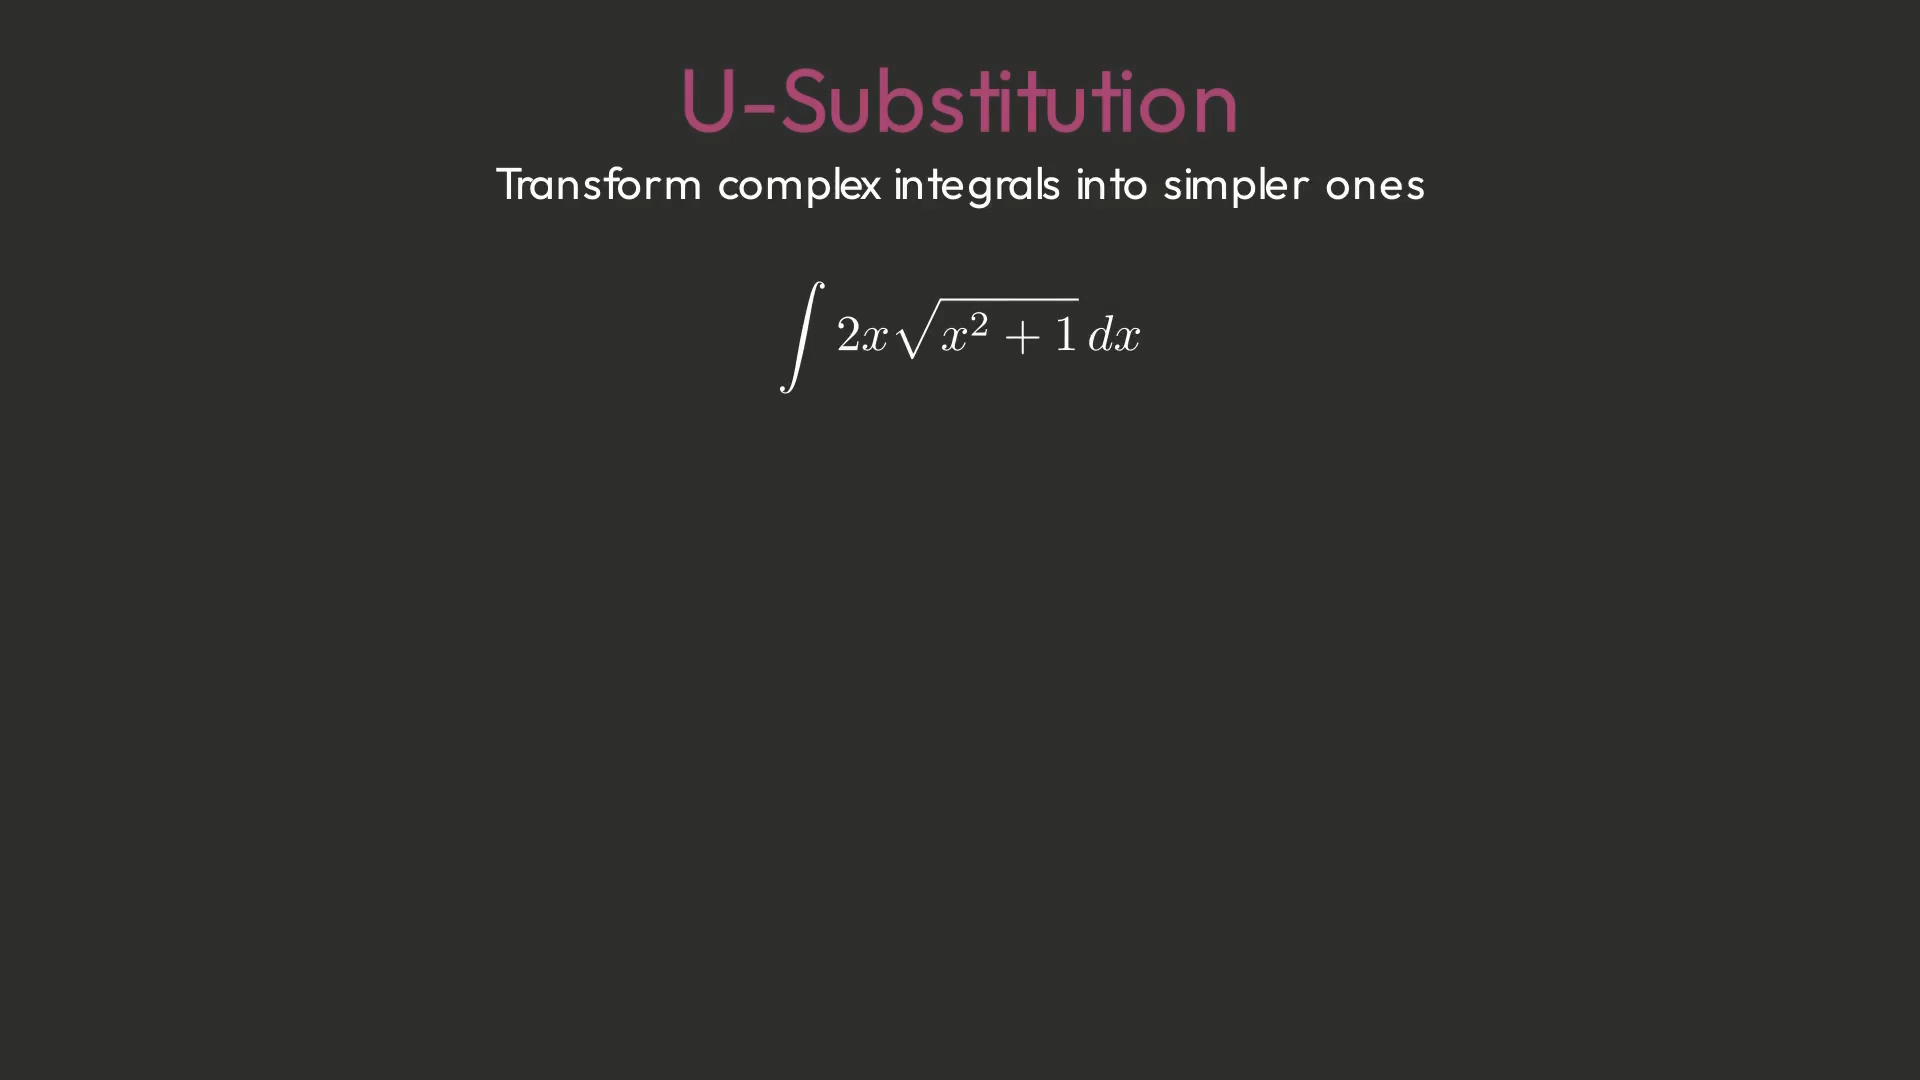 U-Substitution
Transform complex integrals into simpler ones
∫ 2x√(x² + 1) dx